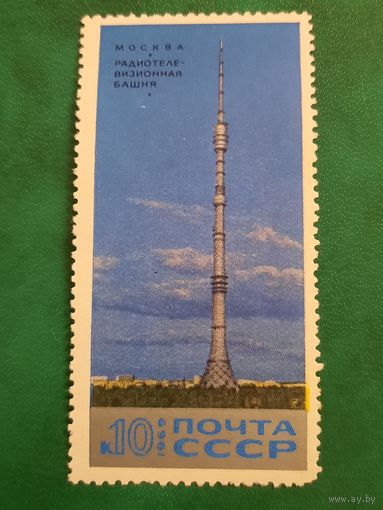 МОСКВА
РАДИОТЕЛЕ-
ВИЗИОННАЯ
БАШНЯ
к10 1969 ПОЧТА
СССР
www.ay.by